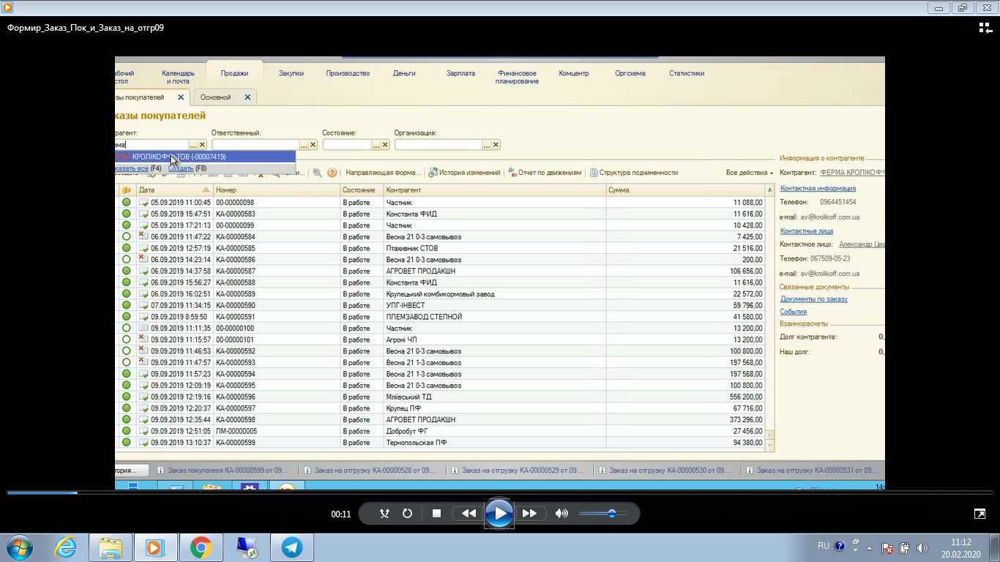 Формир_Заказ_Пок_и_Заказ_на_отгр09
Календарь и почта
Продажи
Закупки
Производство
Деньги
Зарплата
Финансовое планирование
Комцентр
Оргсхема
Статистики
Основной
Ответственный:
Состояние:
Организация:
КРОЛІКОФФ ТОВ (-00007419)
(F4) Создать (F8)
Направляющая форма... История изменений Отчет по движениям Структура подчиненности Все действия
Дата Номер Состояние Контрагент Сумма
05.09.2019 11:00:45 00-00000098 В работе Частник 11 088,00
05.09.2019 15:47:51 КА-00000583 В работе Константа ФИД 11 616,00
05.09.2019 17:21:13 00-00000099 В работе Частник 10 428,00
06.09.2019 11:47:22 КА-00000584 В работе Весна 21 0-3 самовывоз 7 425,00
06.09.2019 12:57:19 КА-00000585 В работе Птахивник СТОВ 21 516,00
06.09.2019 14:23:14 КА-00000586 В работе Весна 21 0-3 самовывоз 200,00
06.09.2019 14:37:58 КА-00000587 В работе АГРОВЕТ ПРОДАКШН 106 656,00
06.09.2019 15:56:27 КА-00000588 В работе Константа ФИД 11 616,00
06.09.2019 16:02:51 КА-00000589 В работе Крупецький комбикормовый завод 22 572,00
07.09.2019 11:34:15 КА-00000590 В работе УПГ-ІНВЕСТ 59 796,00
09.09.2019 8:59:50 КА-00000591 В работе ПЛЕМЗАВОД СТЕПНОЙ 41 580,00
09.09.2019 11:11:35 00-00000100 В работе Частник 13 200,00
09.09.2019 11:15:57 00-00000101 В работе Агроні ЧП 13 200,00
09.09.2019 11:46:53 КА-00000592 В работе Весна 21 0-3 самовывоз 100 800,00
09.09.2019 11:47:57 КА-00000593 В работе Весна 21 1-3 самовывоз 197 568,00
09.09.2019 11:57:23 КА-00000594 В работе Весна 21 1-3 самовывоз 197 568,00
09.09.2019 12:09:19 КА-00000595 В работе Весна 21 0-3 самовывоз 100 800,00
09.09.2019 12:19:16 КА-00000596 В работе Мліївський ТД 556 200,00
09.09.2019 12:20:37 КА-00000597 В работе Крупец ПФ 67 716,00
09.09.2019 12:35:44 КА-00000598 В работе АГРОВЕТ ПРОДАКШН 373 296,00
09.09.2019 12:51:05 ЛМ-00000005 В работе Добробут ФГ 27 456,00
09.09.2019 13:10:37 КА-00000599 В работе Тернопольская ПФ 94 380,00
Информация о контрагенте
Контрагент: ФЕРМА КРОЛІКОФФ
Контактная информация
Телефон: 0964451454
e-mail: av@krolikoff.com.ua
Контактные лица
Контактное лицо: Александр Цюр
Телефон: 067509-05-23
e-mail: av@krolikoff.com.ua
Связанные документы
Документы по заказу
События
Взаиморасчеты
Долг контрагента: 0,
Наш долг: 0,
Заказ покупателя КА-00000599 от 09.... Заказ на отгрузку КА-00000528 от 09.... Заказ на отгрузку КА-00000529 от 09.... Заказ на отгрузку КА-00000530 от 09.... Заказ на отгрузку КА-00000531 от 09....
00:11
RU
11:12
20.02.2020